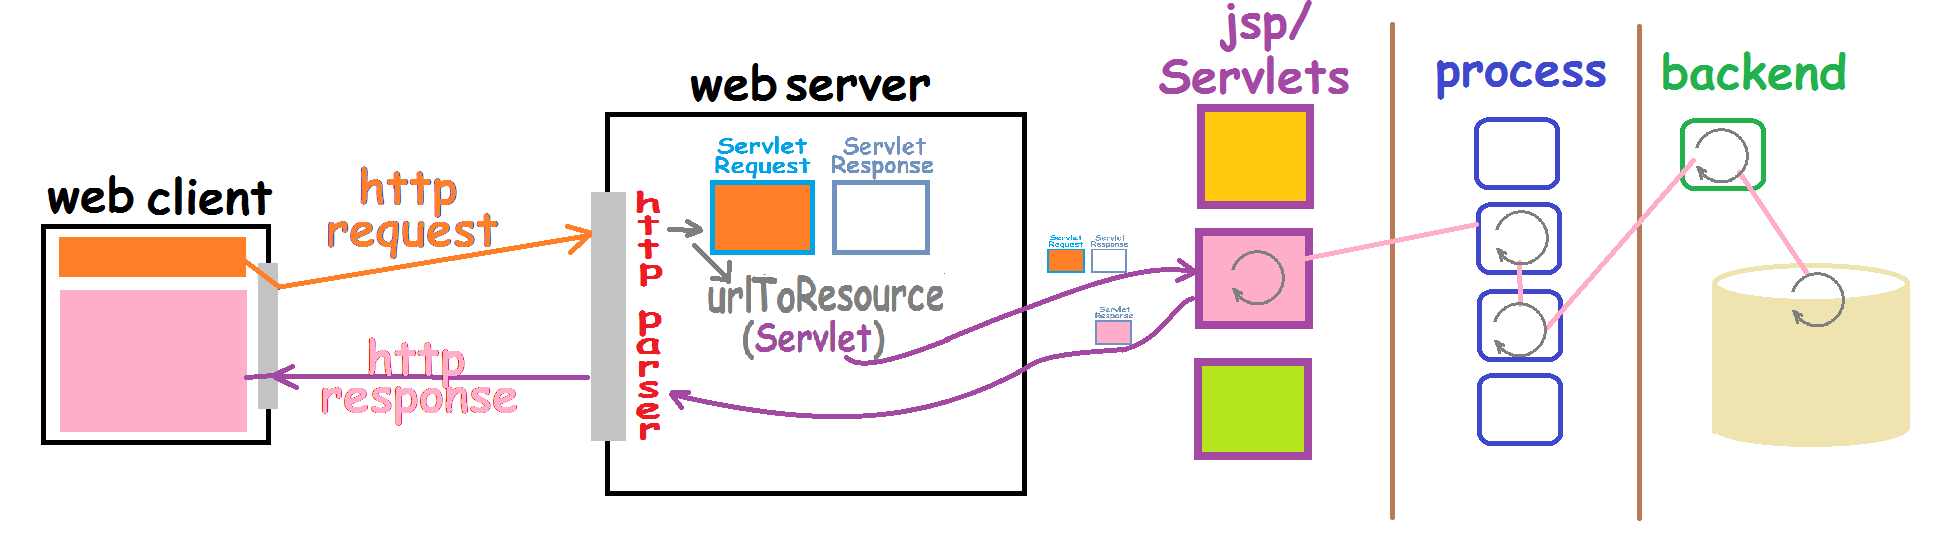 web client
http
request
http
response
web server
http parser
Servlet
Request
Servlet
Response
urlToResource
(Servlet)
Servlet
Request
Servlet
Response
Servlet
Response
jsp/
Servlets
process
backend